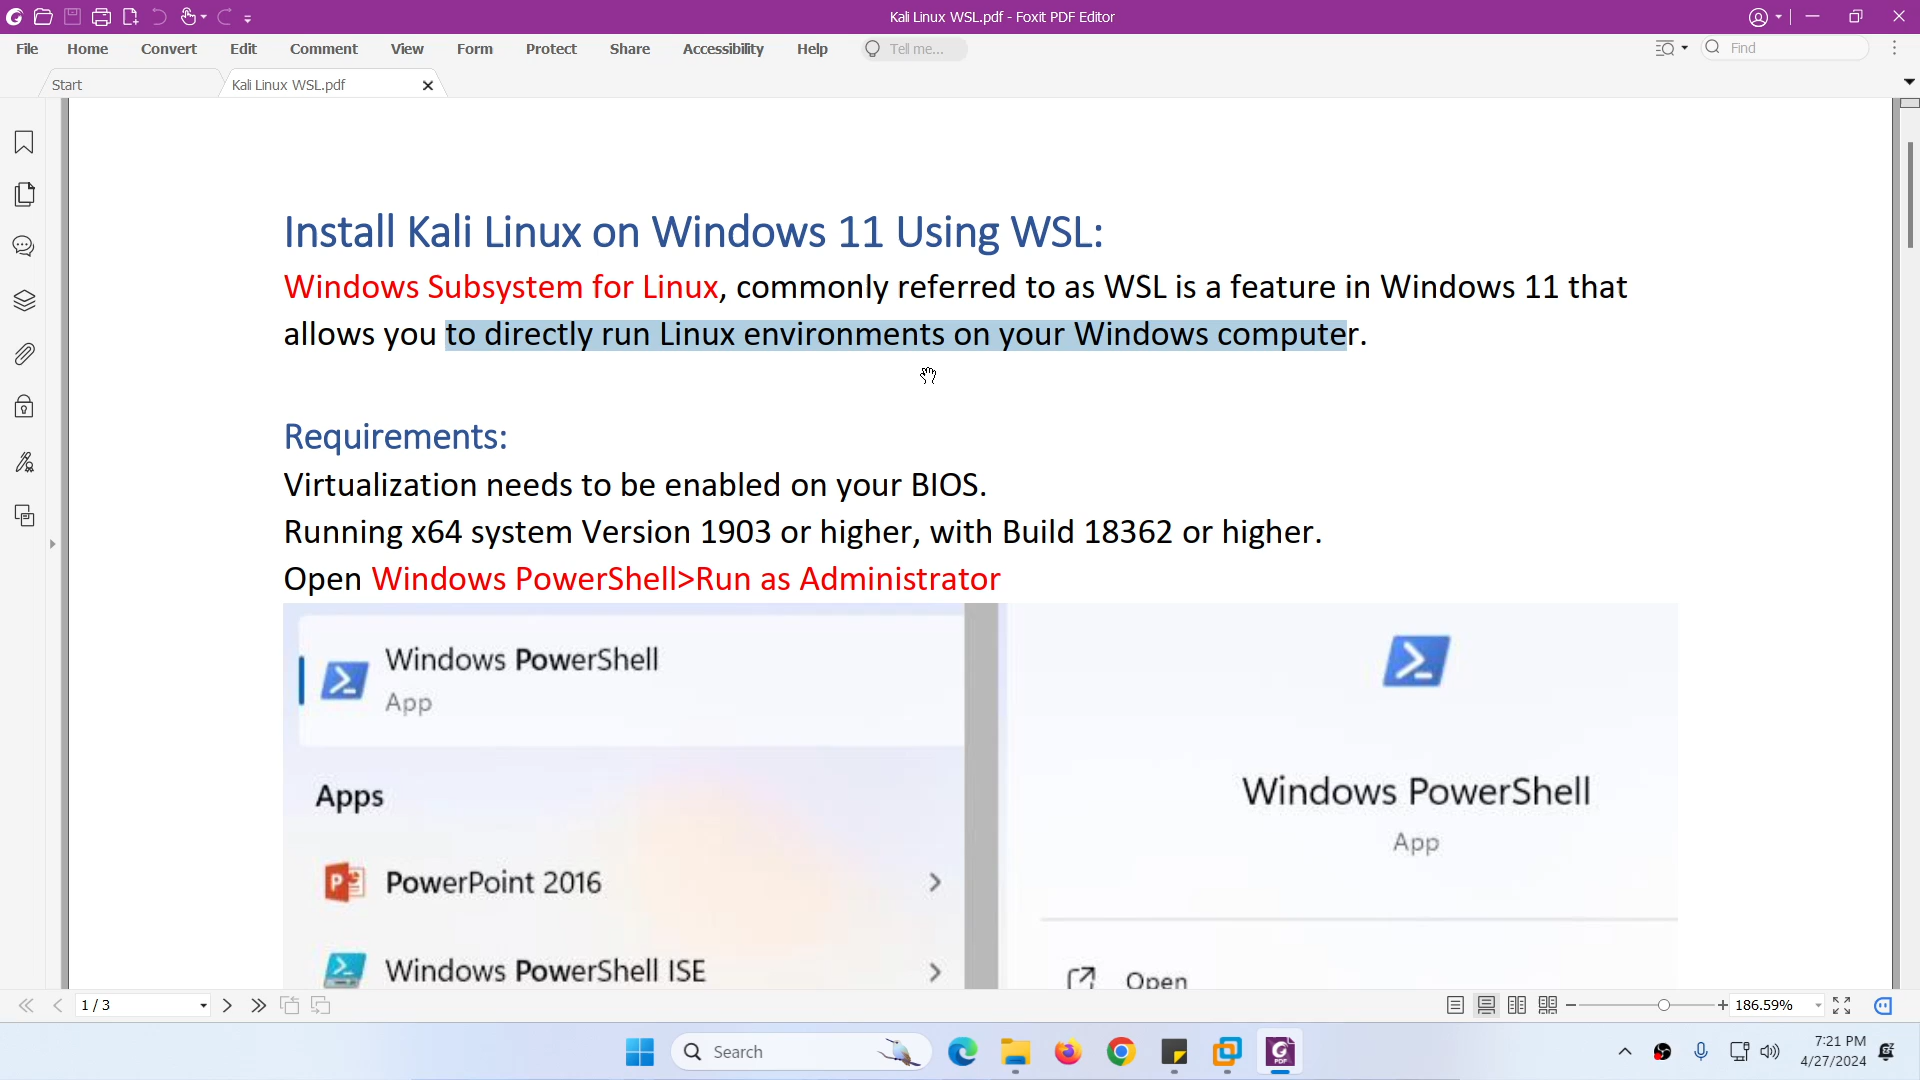 Kali Linux WSL.pdf - Foxit PDF Editor
File Home Convert Edit Comment View Form Protect Share Accessibility Help Tell me... Find
Start Kali Linux WSL.pdf
Install Kali Linux on Windows 11 Using WSL:
Windows Subsystem for Linux, commonly referred to as WSL is a feature in Windows 11 that
allows you to directly run Linux environments on your Windows computer.
Requirements:
Virtualization needs to be enabled on your BIOS.
Running x64 system Version 1903 or higher, with Build 18362 or higher.
Open Windows PowerShell>Run as Administrator
Windows PowerShell
App
Apps
PowerPoint 2016
Windows PowerShell ISE
Windows PowerShell
App
Open
1 / 3 186.59%
Search
7:21 PM
4/27/2024